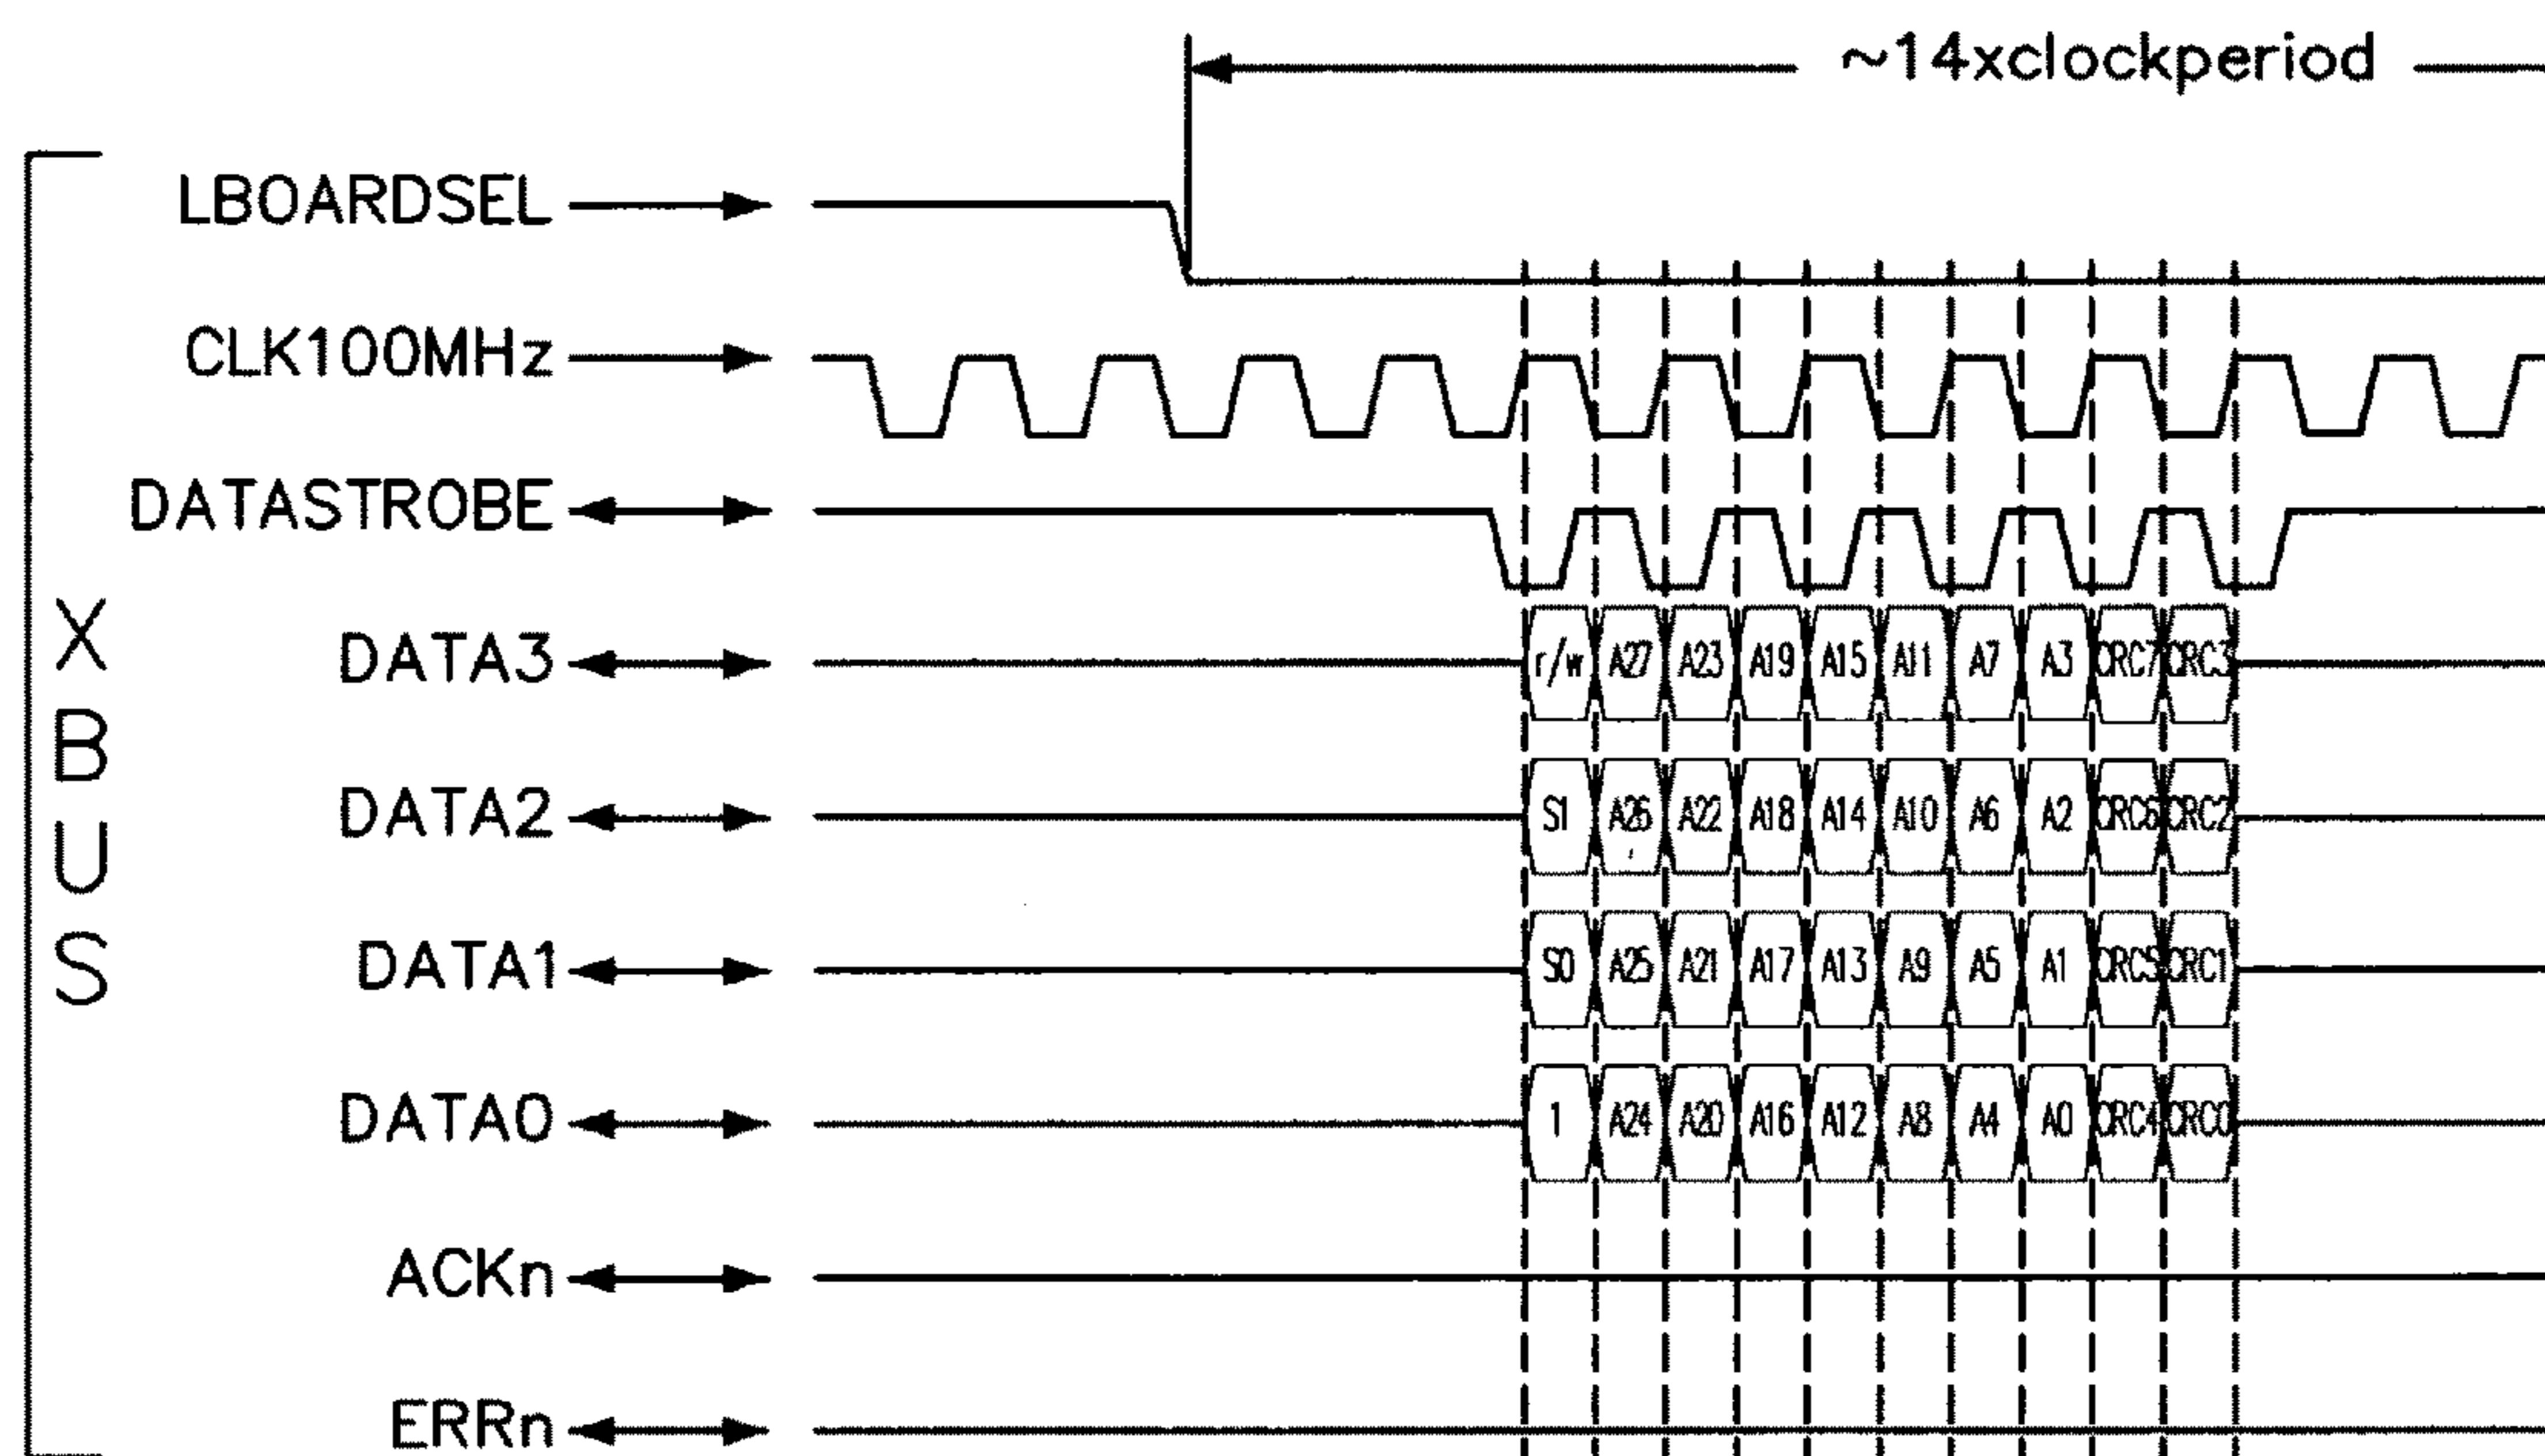 ~14xclockperiod
LBOARDSEL
CLK100MHz
DATASTROBE
XBUS
DATA3 r/w A27 A23 A19 A15 A11 A7 A3 CRC7 CRC3
DATA2 S1 A26 A22 A18 A14 A10 A6 A2 CRC6 CRC2
DATA1 S0 A25 A21 A17 A13 A9 A5 A1 CRC5 CRC1
DATA0 1 A24 A20 A16 A12 A8 A4 A0 CRC4 CRC0
ACKn
ERRn